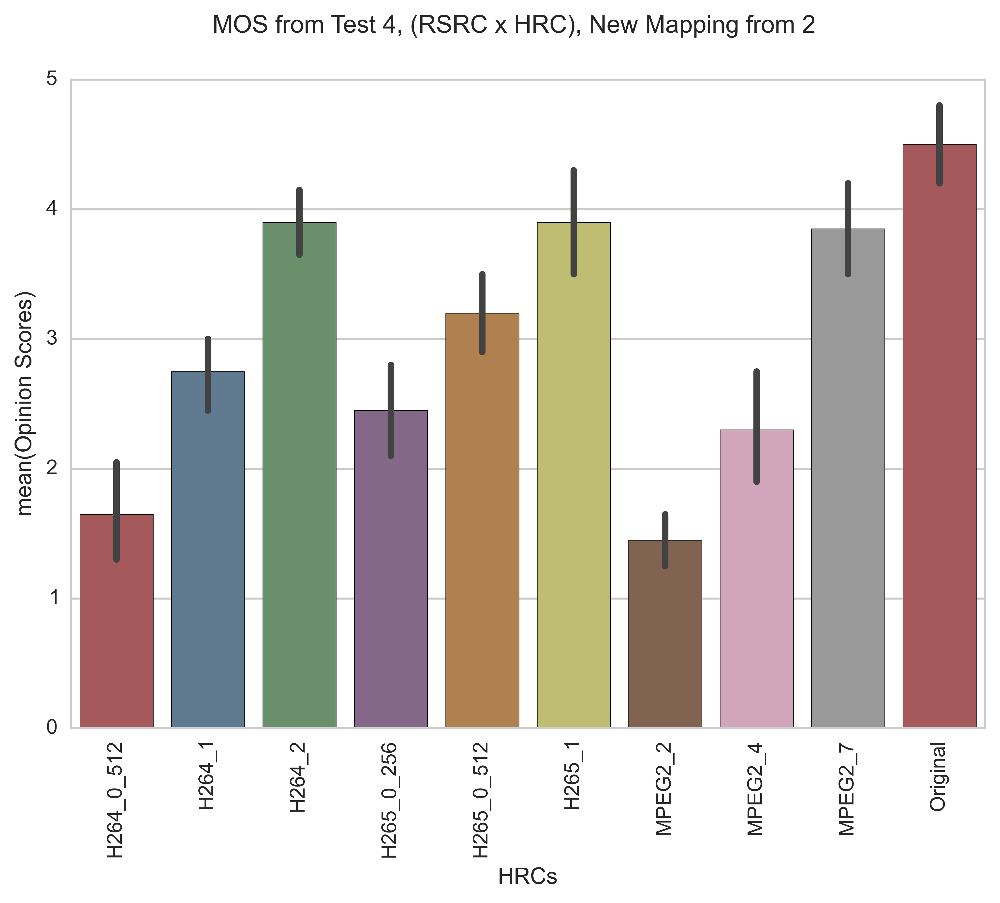 MOS from Test 4, (RSRC x HRC), New Mapping from 2
mean(Opinion Scores)
5
4
3
2
1
0
H264_0_512
H264_1
H264_2
H265_0_256
H265_0_512
H265_1
MPEG2_2
MPEG2_4
MPEG2_7
Original
HRCs